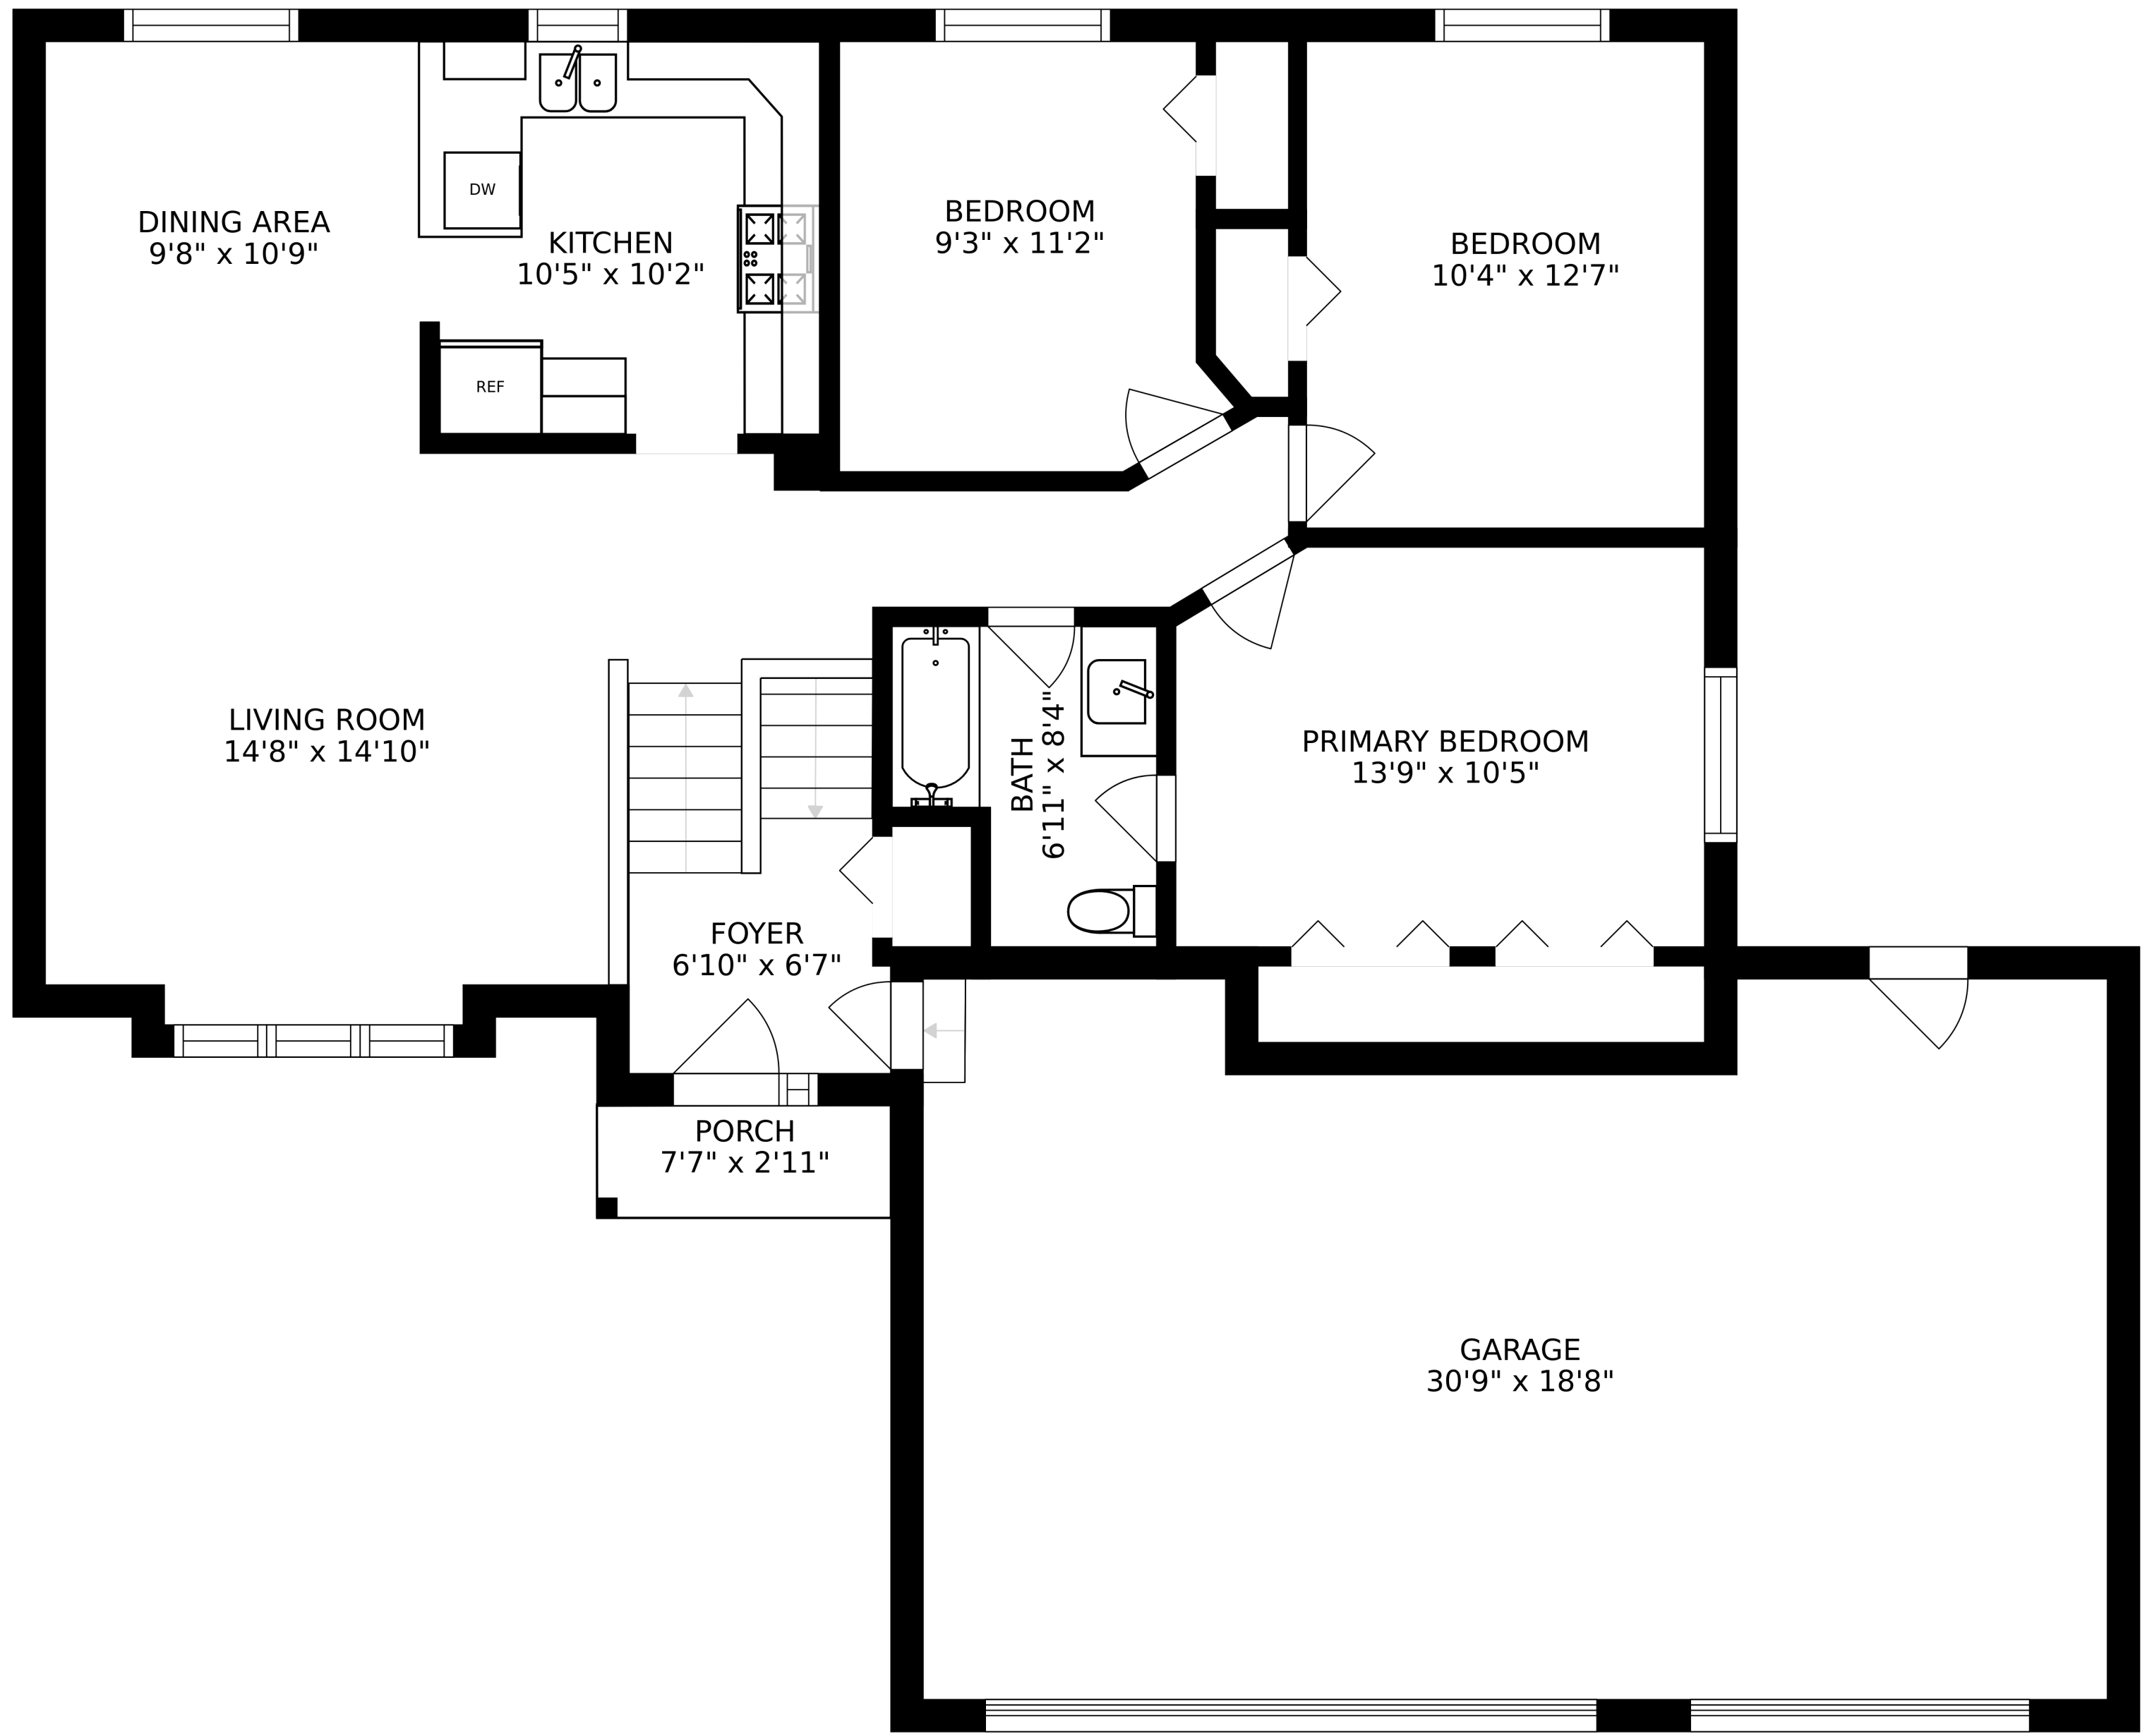 DINING AREA
9'8" x 10'9"
DW
KITCHEN
10'5" x 10'2"
REF
BEDROOM
9'3" x 11'2"
BEDROOM
10'4" x 12'7"
LIVING ROOM
14'8" x 14'10"
BATH
6'11" x 8'4"
PRIMARY BEDROOM
13'9" x 10'5"
FOYER
6'10" x 6'7"
PORCH
7'7" x 2'11"
GARAGE
30'9" x 18'8"